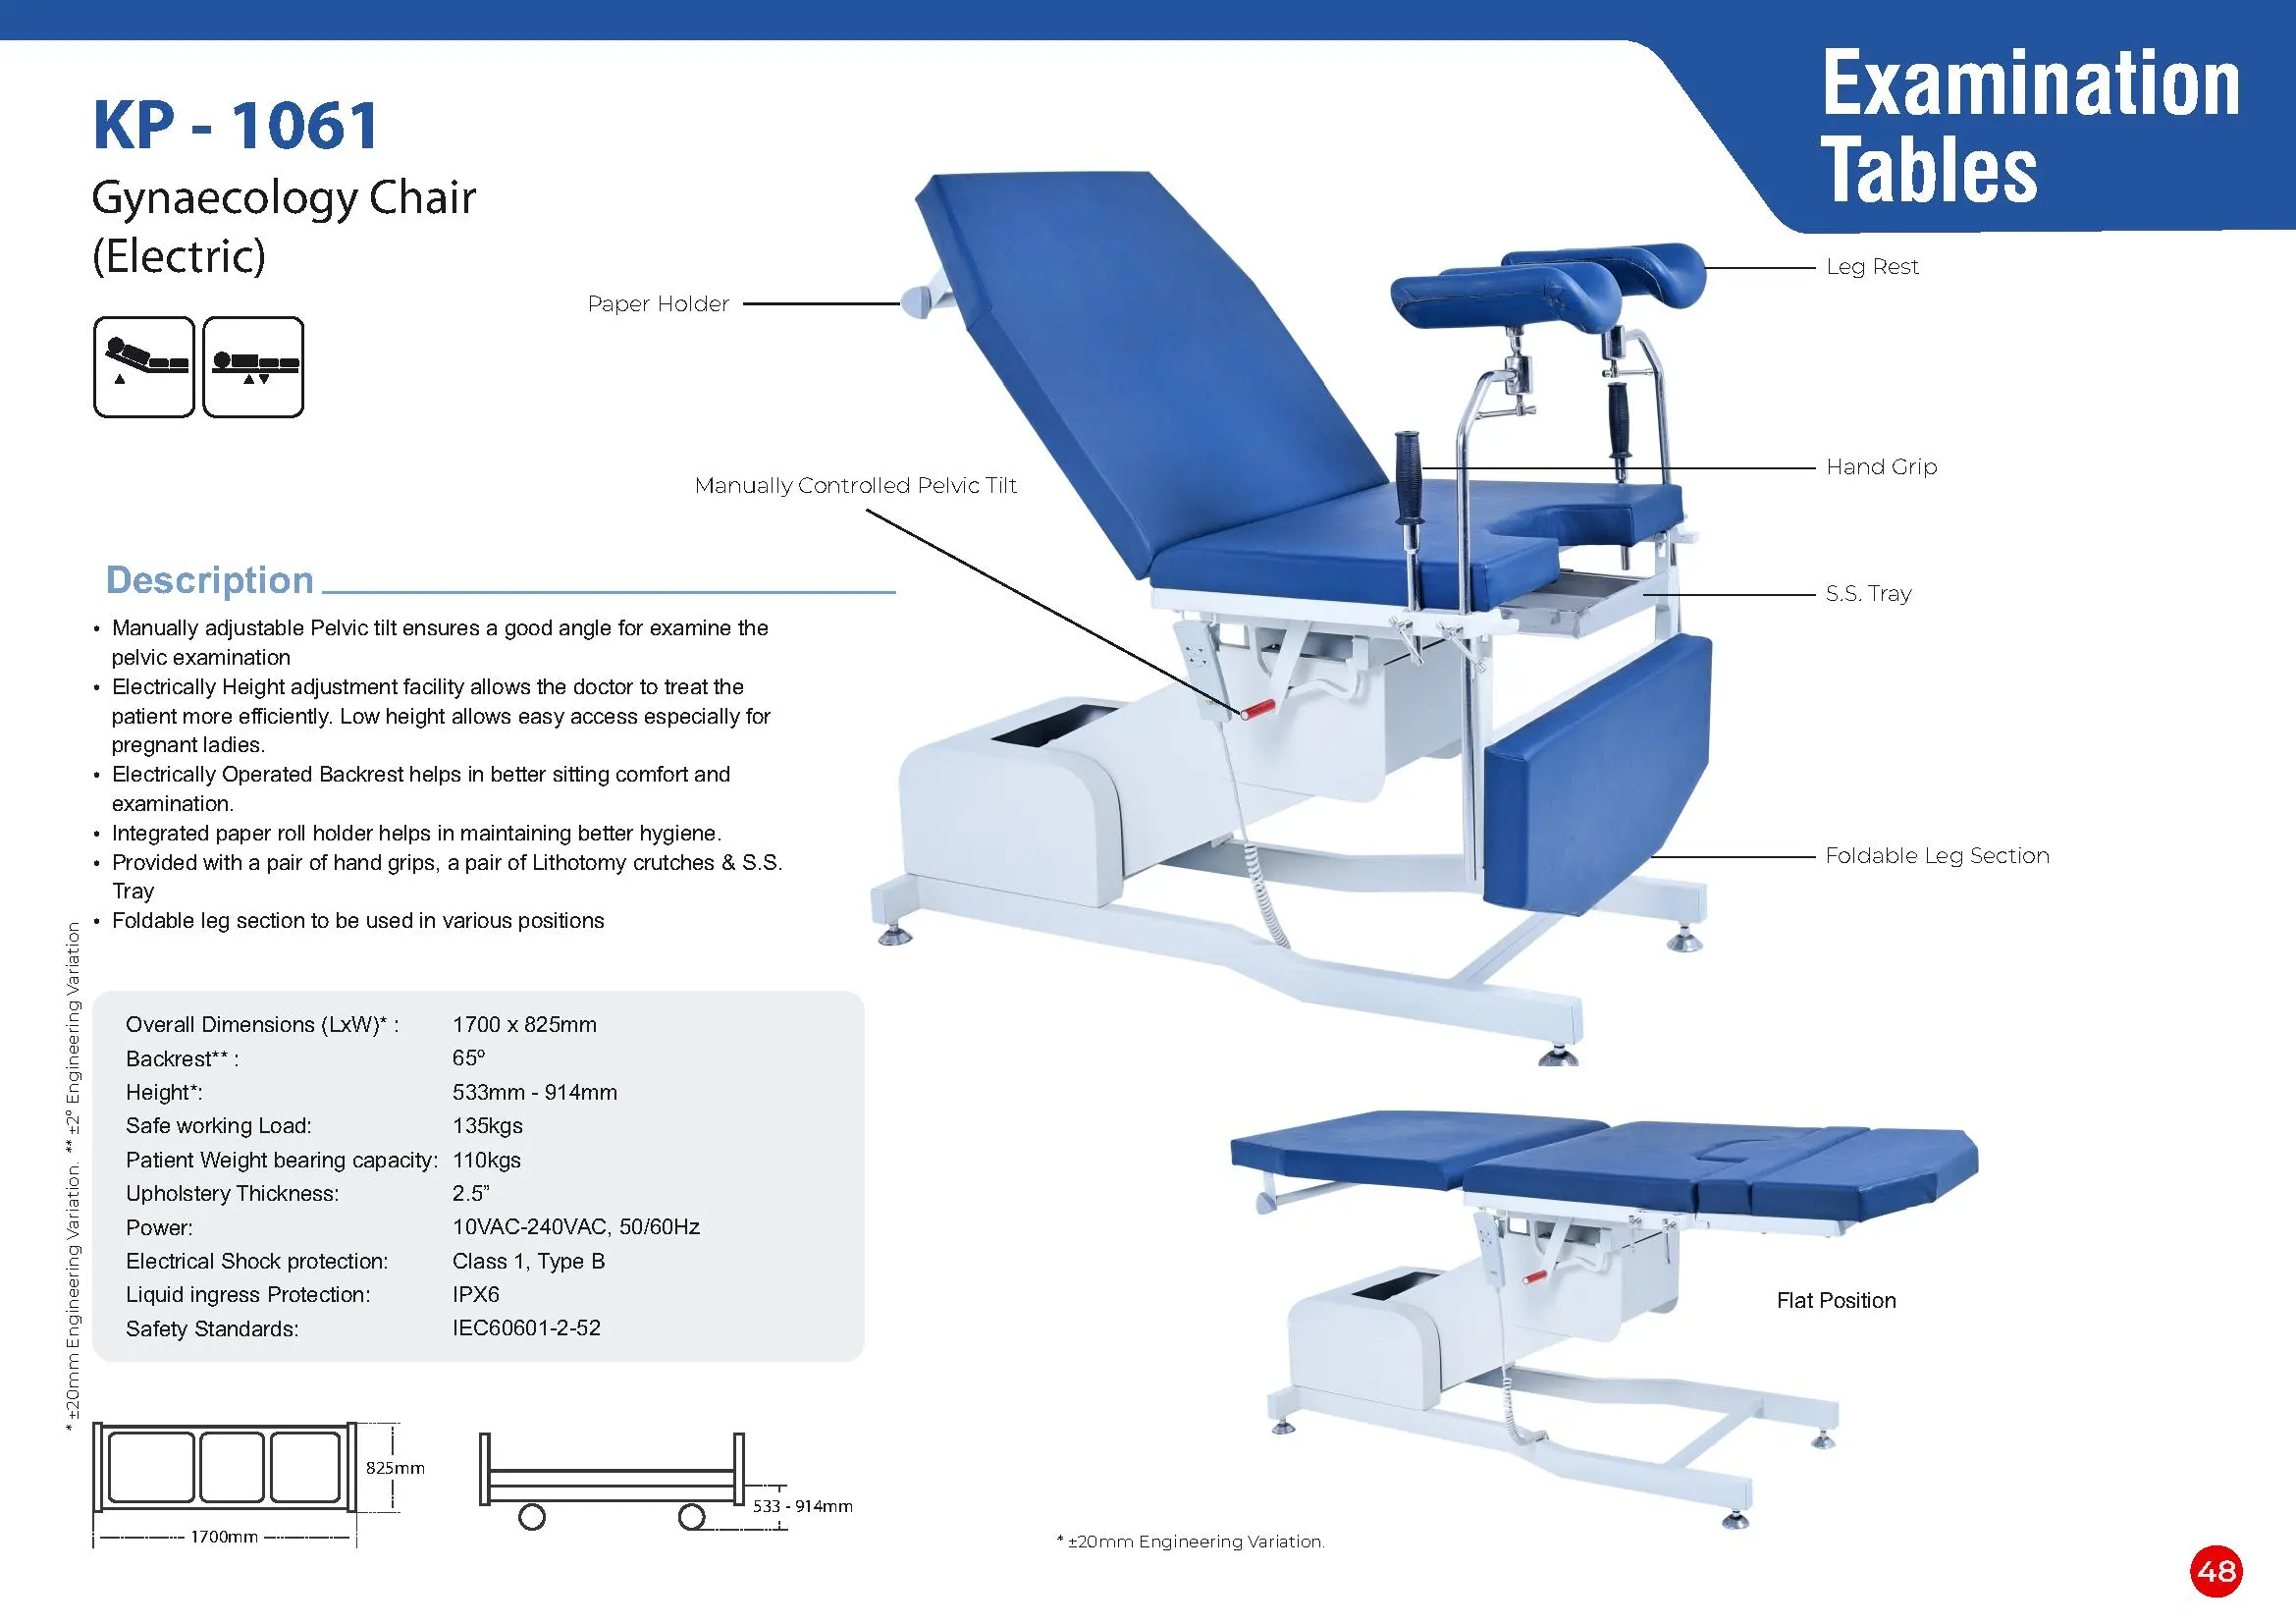 Examination
Tables
KP - 1061
Gynaecology Chair
(Electric)
Paper Holder
Leg Rest
Manually Controlled Pelvic Tilt
Hand Grip
S.S. Tray
Foldable Leg Section
Description
• Manually adjustable Pelvic tilt ensures a good angle for examine the
pelvic examination
• Electrically Height adjustment facility allows the doctor to treat the
patient more efficiently. Low height allows easy access especially for
pregnant ladies.
• Electrically Operated Backrest helps in better sitting comfort and
examination.
• Integrated paper roll holder helps in maintaining better hygiene.
• Provided with a pair of hand grips, a pair of Lithotomy crutches & S.S.
Tray
• Foldable leg section to be used in various positions
* ±20mm Engineering Variation. ** ±2º Engineering Variation
Overall Dimensions (LxW)* : 1700 x 825mm
Backrest** : 65º
Height*: 533mm - 914mm
Safe working Load: 135kgs
Patient Weight bearing capacity: 110kgs
Upholstery Thickness: 2.5”
Power: 10VAC-240VAC, 50/60Hz
Electrical Shock protection: Class 1, Type B
Liquid ingress Protection: IPX6
Safety Standards: IEC60601-2-52
Flat Position
825mm
1700mm
533 - 914mm
* ±20mm Engineering Variation.
48